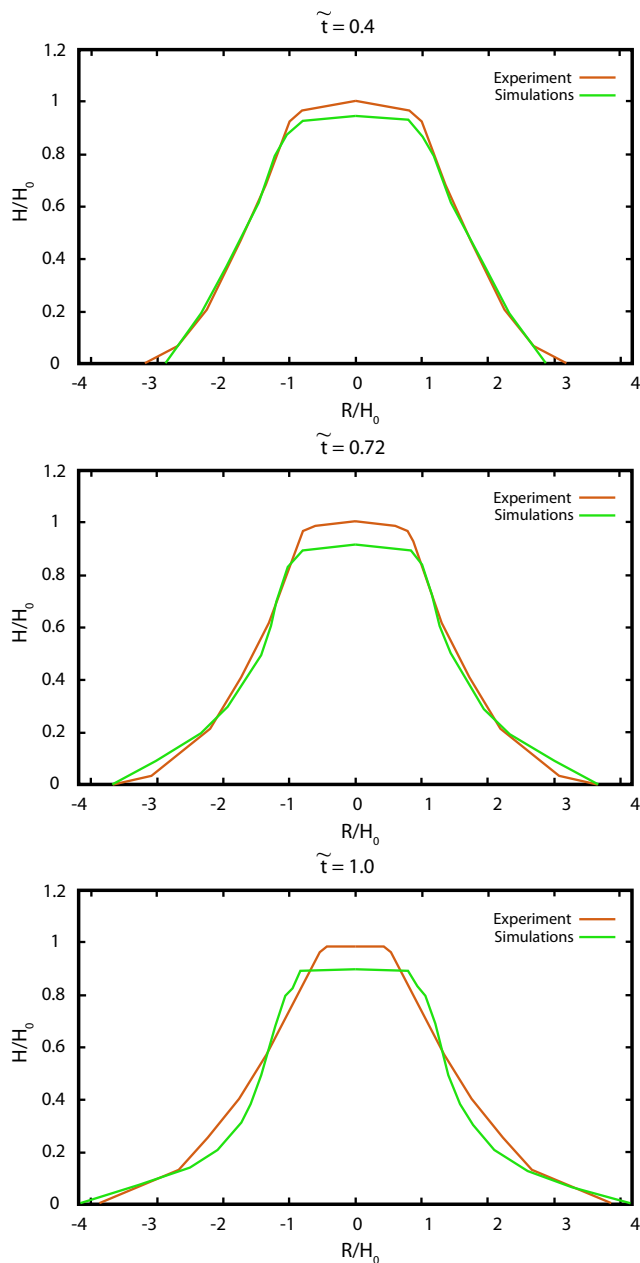 t̃ = 0.4
1.2
Experiment
Simulations
1
0.8
0.6
0.4
0.2
0
H/H₀
-4 -3 -2 -1 0 1 2 3 4
R/H₀
t̃ = 0.72
1.2
Experiment
Simulations
1
0.8
0.6
0.4
0.2
0
H/H₀
-4 -3 -2 -1 0 1 2 3 4
R/H₀
t̃ = 1.0
1.2
Experiment
Simulations
1
0.8
0.6
0.4
0.2
0
H/H₀
-4 -3 -2 -1 0 1 2 3 4
R/H₀